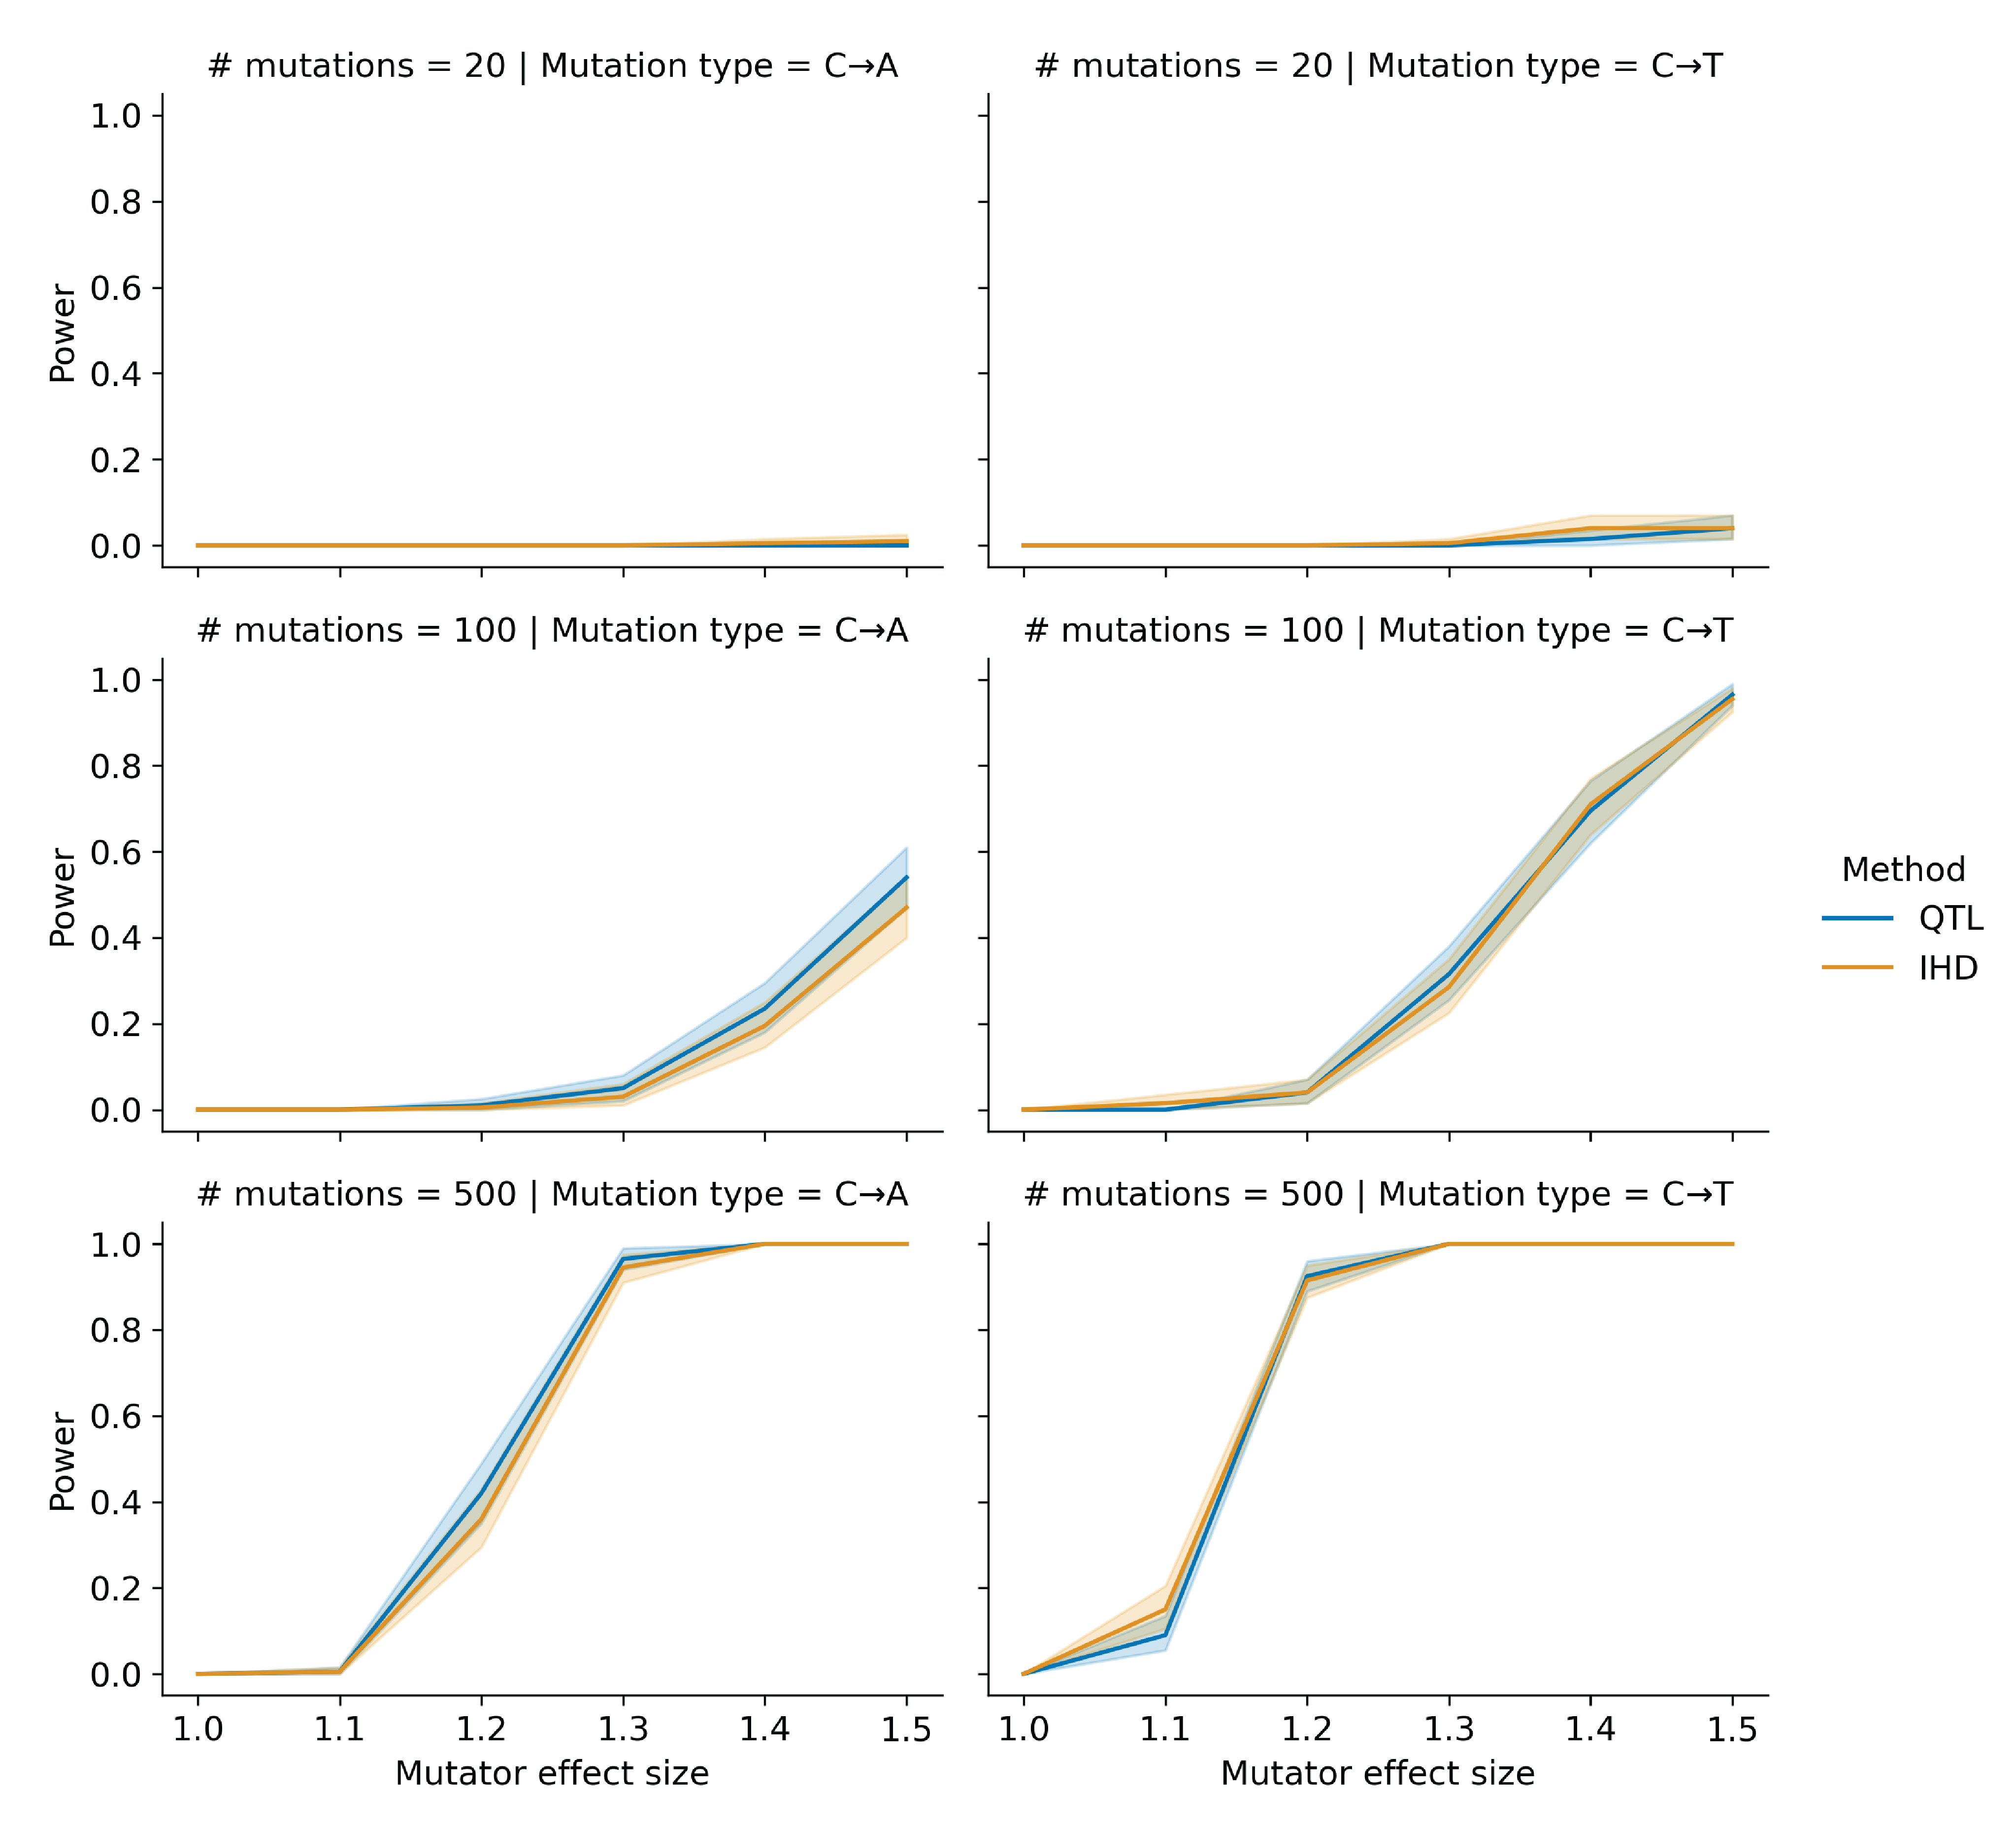 # mutations = 20 | Mutation type = C→A
# mutations = 20 | Mutation type = C→T
1.0
0.8
0.6
0.4
0.2
0.0
Power
# mutations = 100 | Mutation type = C→A
# mutations = 100 | Mutation type = C→T
1.0
0.8
0.6
0.4
0.2
0.0
Power
Method
QTL
IHD
# mutations = 500 | Mutation type = C→A
# mutations = 500 | Mutation type = C→T
1.0
0.8
0.6
0.4
0.2
0.0
Power
1.0 1.1 1.2 1.3 1.4 1.5
Mutator effect size
1.0 1.1 1.2 1.3 1.4 1.5
Mutator effect size